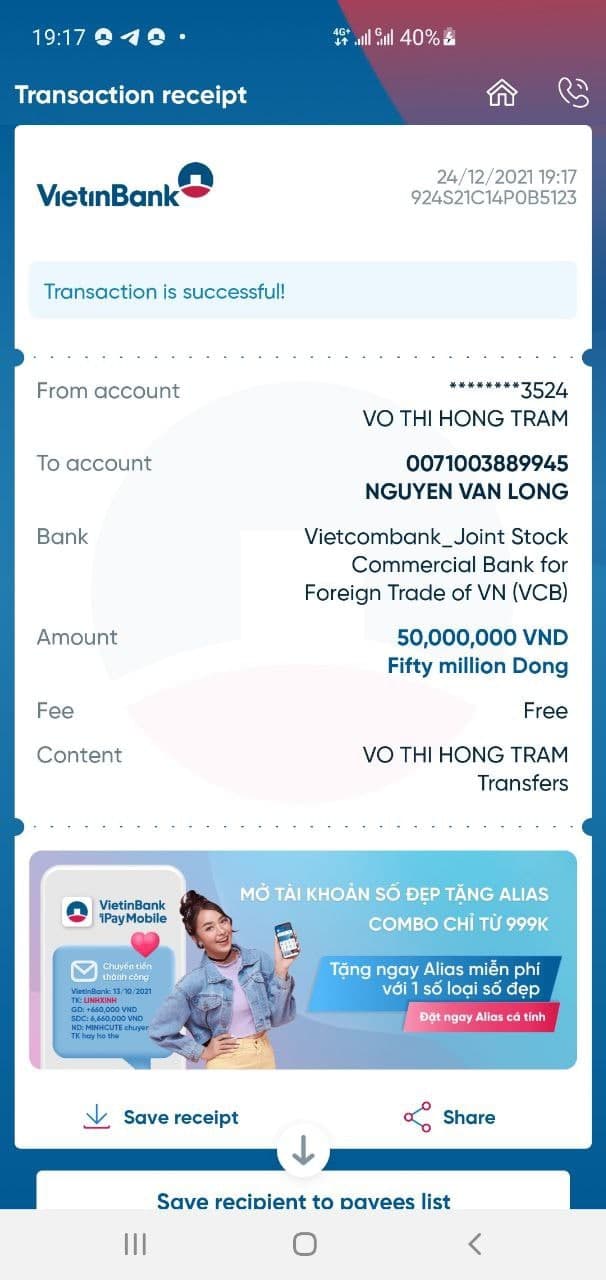 19:17
4G+ G 40%
Transaction receipt
VietinBank
24/12/2021 19:17
924S21C14P0B5123
Transaction is successful!
From account
********3524
VO THI HONG TRAM
To account
0071003889945
NGUYEN VAN LONG
Bank
Vietcombank_Joint Stock
Commercial Bank for
Foreign Trade of VN (VCB)
Amount
50,000,000 VND
Fifty million Dong
Fee
Free
Content
VO THI HONG TRAM
Transfers
VietinBank
iPay Mobile
Chuyển tiền
thành công
VietinBank: 13/10/2021
TK: LINHXINH
GD: +660,000 VND
SDC: 6,660,000 VND
ND: MINHCUTE chuyen
TK hay ho the
MỞ TÀI KHOẢN SỐ ĐẸP TẶNG ALIAS
COMBO CHỈ TỪ 999K
Tặng ngay Alias miễn phí
với 1 số loại số đẹp
Đặt ngay Alias cá tính
Save receipt
Share
Save recipient to payees list